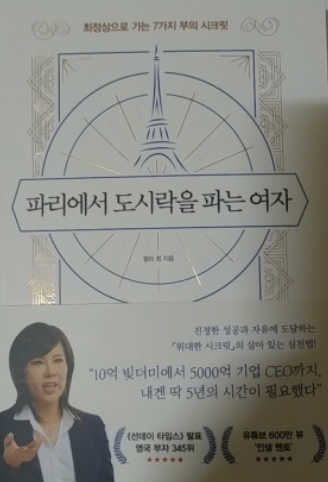 최정상으로 가는 7가지 부의 시크릿
파리에서 도시락을 파는 여자
켈리 최 지음
진정한 성공과 자유에 도달하는
『위대한 시크릿』의 살아 있는 실천법!
“10억 빚더미에서 5000억 기업 CEO까지,
내겐 딱 5년의 시간이 필요했다”
《선데이 타임스》 발표
영국 부자 345위
★★★★★
유튜브 600만 뷰
‘인생 멘토’
★★★★★